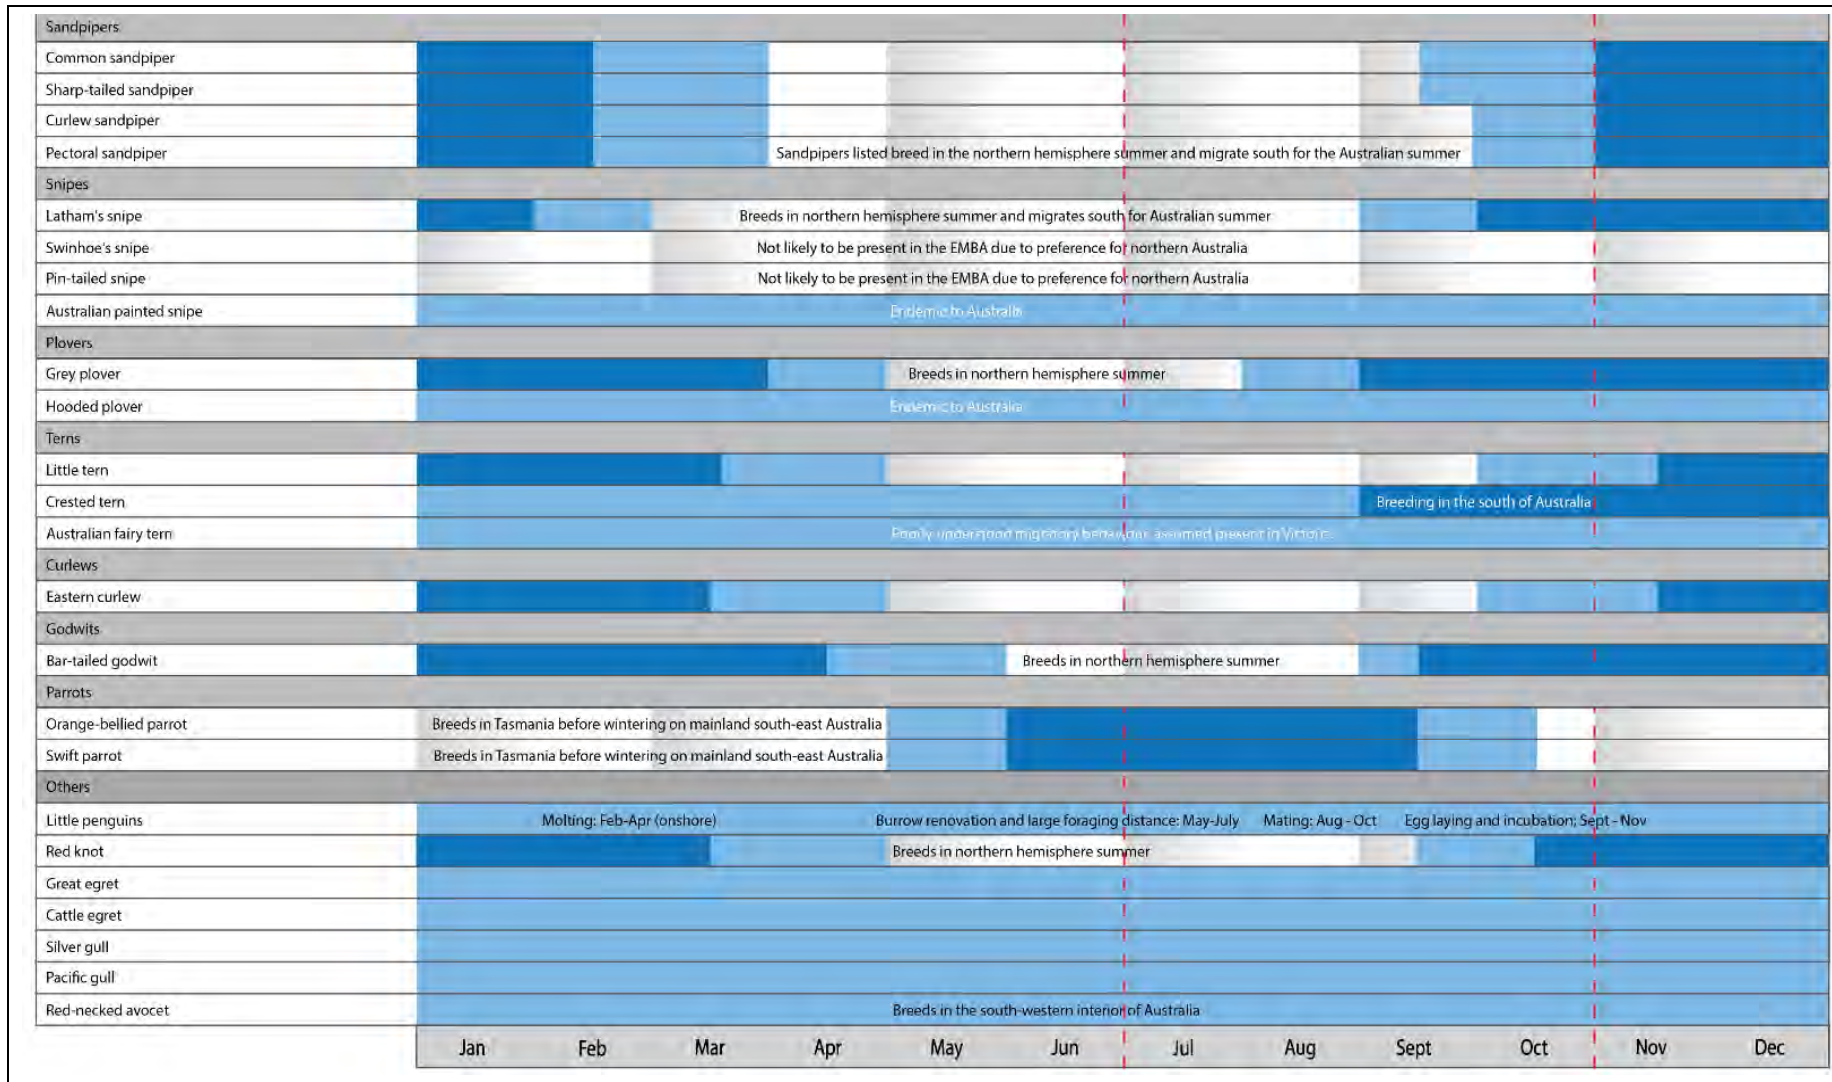 Sandpipers
Common sandpiper
Sharp-tailed sandpiper
Curlew sandpiper
Pectoral sandpiper Sandpipers listed breed in the northern hemisphere summer and migrate south for the Australian summer
Snipes
Latham's snipe Breeds in northern hemisphere summer and migrates south for Australian summer
Swinhoe's snipe Not likely to be present in the EMBA due to preference for northern Australia
Pin-tailed snipe Not likely to be present in the EMBA due to preference for northern Australia
Australian painted snipe Endemic to Australia
Plovers
Grey plover Breeds in northern hemisphere summer
Hooded plover Endemic to Australia
Terns
Little tern
Crested tern Breeding in the south of Australia
Australian fairy tern Poorly understood migratory behaviour, assumed present in Victoria
Curlews
Eastern curlew
Godwits
Bar-tailed godwit Breeds in northern hemisphere summer
Parrots
Orange-bellied parrot Breeds in Tasmania before wintering on mainland south-east Australia
Swift parrot Breeds in Tasmania before wintering on mainland south-east Australia
Others
Little penguins Molting: Feb-Apr (onshore) Burrow renovation and large foraging distance: May-July Mating: Aug - Oct Egg laying and incubation; Sept - Nov
Red knot Breeds in northern hemisphere summer
Great egret
Cattle egret
Silver gull
Pacific gull
Red-necked avocet Breeds in the south-western interior of Australia
Jan Feb Mar Apr May Jun Jul Aug Sept Oct Nov Dec